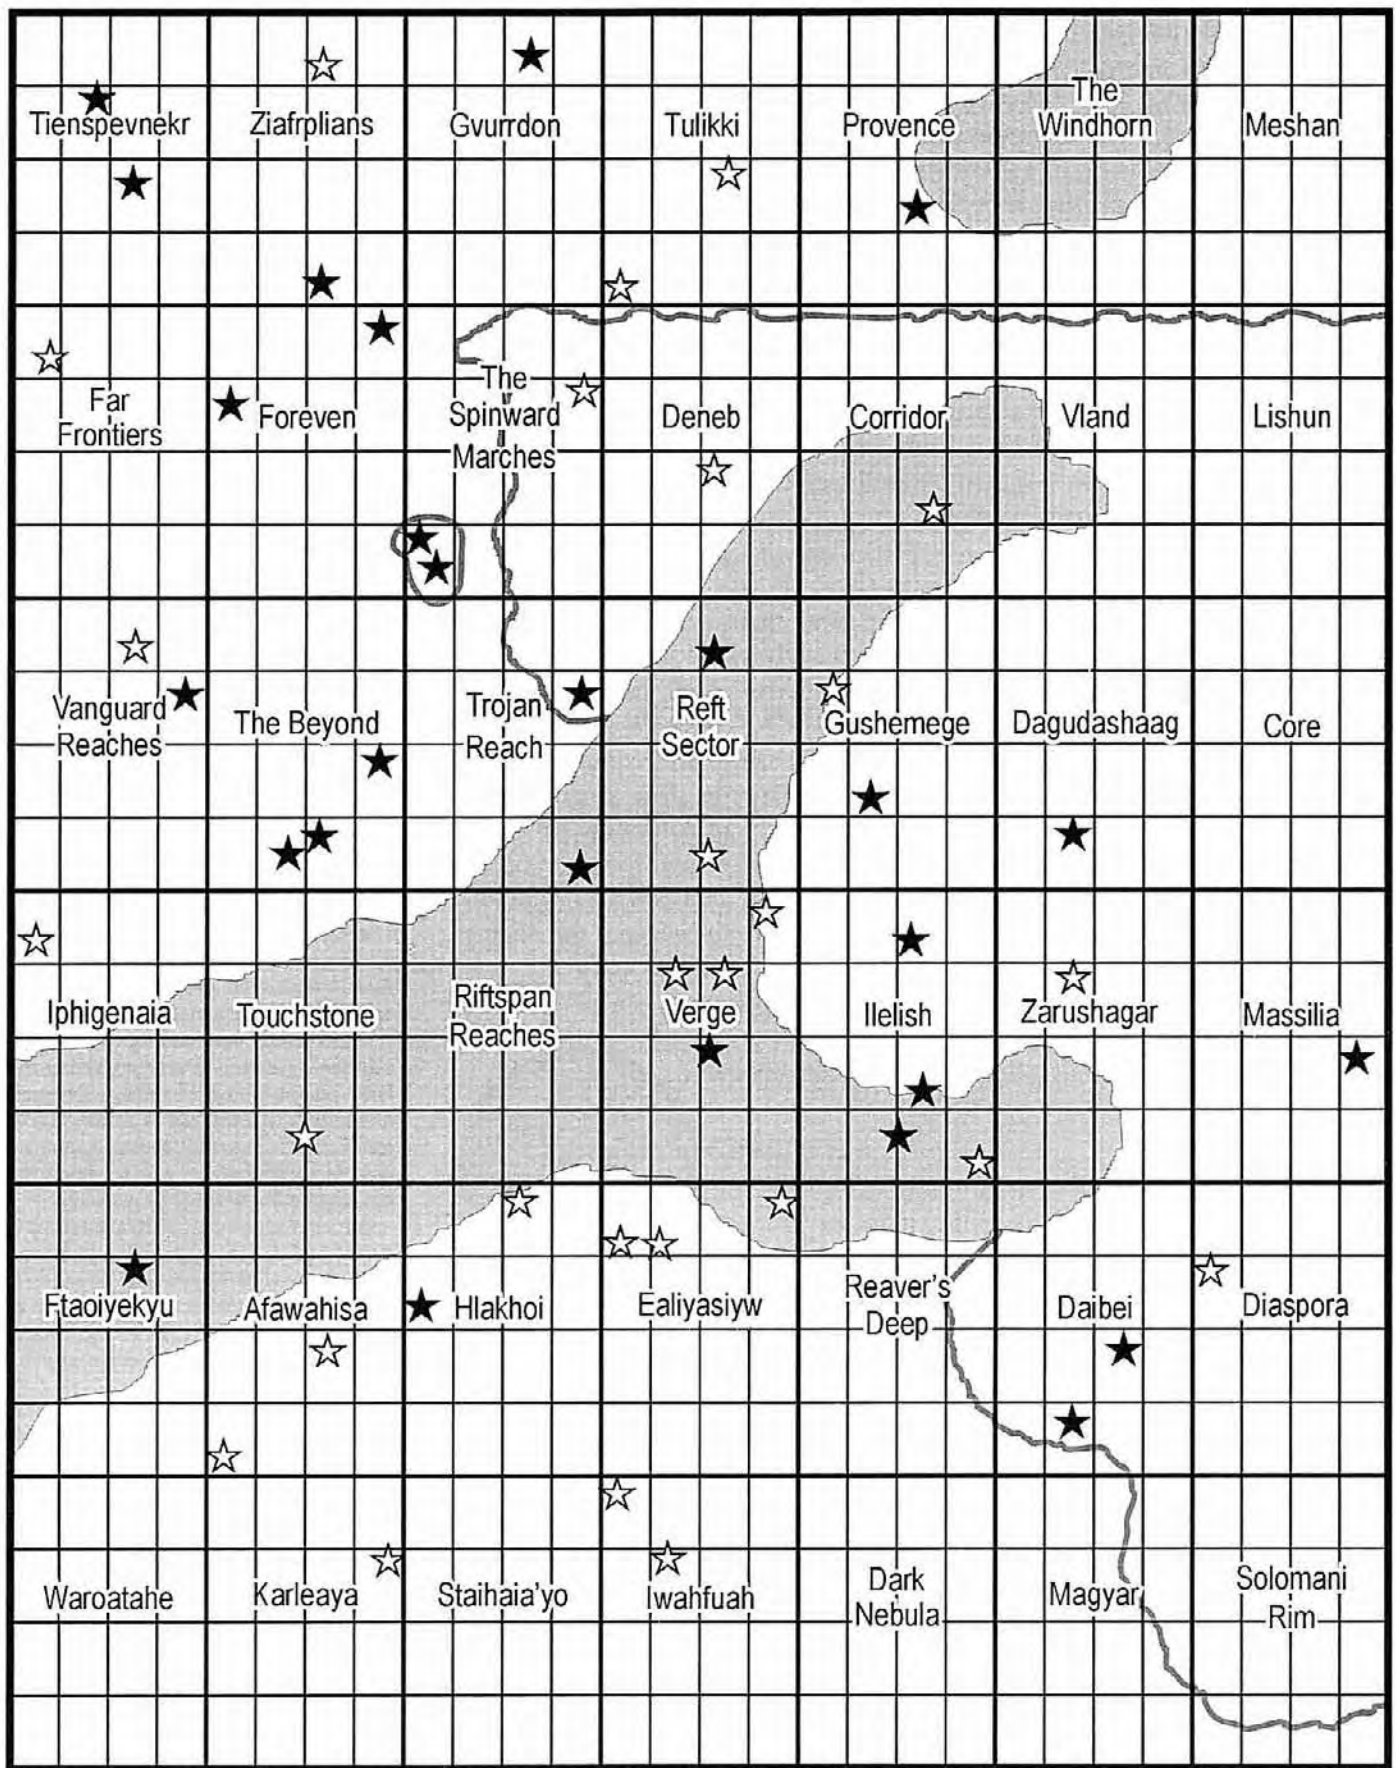 Tienspevnekr
Ziafrplians
Gvurrdon
Tulikki
Provence
The
Windhorn
Meshan
Far
Frontiers
Foreven
The
Spinward
Marches
Deneb
Corridor
Vland
Lishun
Vanguard
Reaches
The Beyond
Trojan
Reach
Reft
Sector
Gushemege
Dagudashaag
Core
Iphigenaia
Touchstone
Riftspan
Reaches
Verge
Ilelish
Zarushagar
Massilia
Ftaoiyekyu
Afawahisa
Hlakhoi
Ealiyasiyw
Reaver's
Deep
Daibei
Diaspora
Waroatahe
Karleaya
Staihaia'yo
Iwahfuah
Dark
Nebula
Magyar
Solomani
Rim